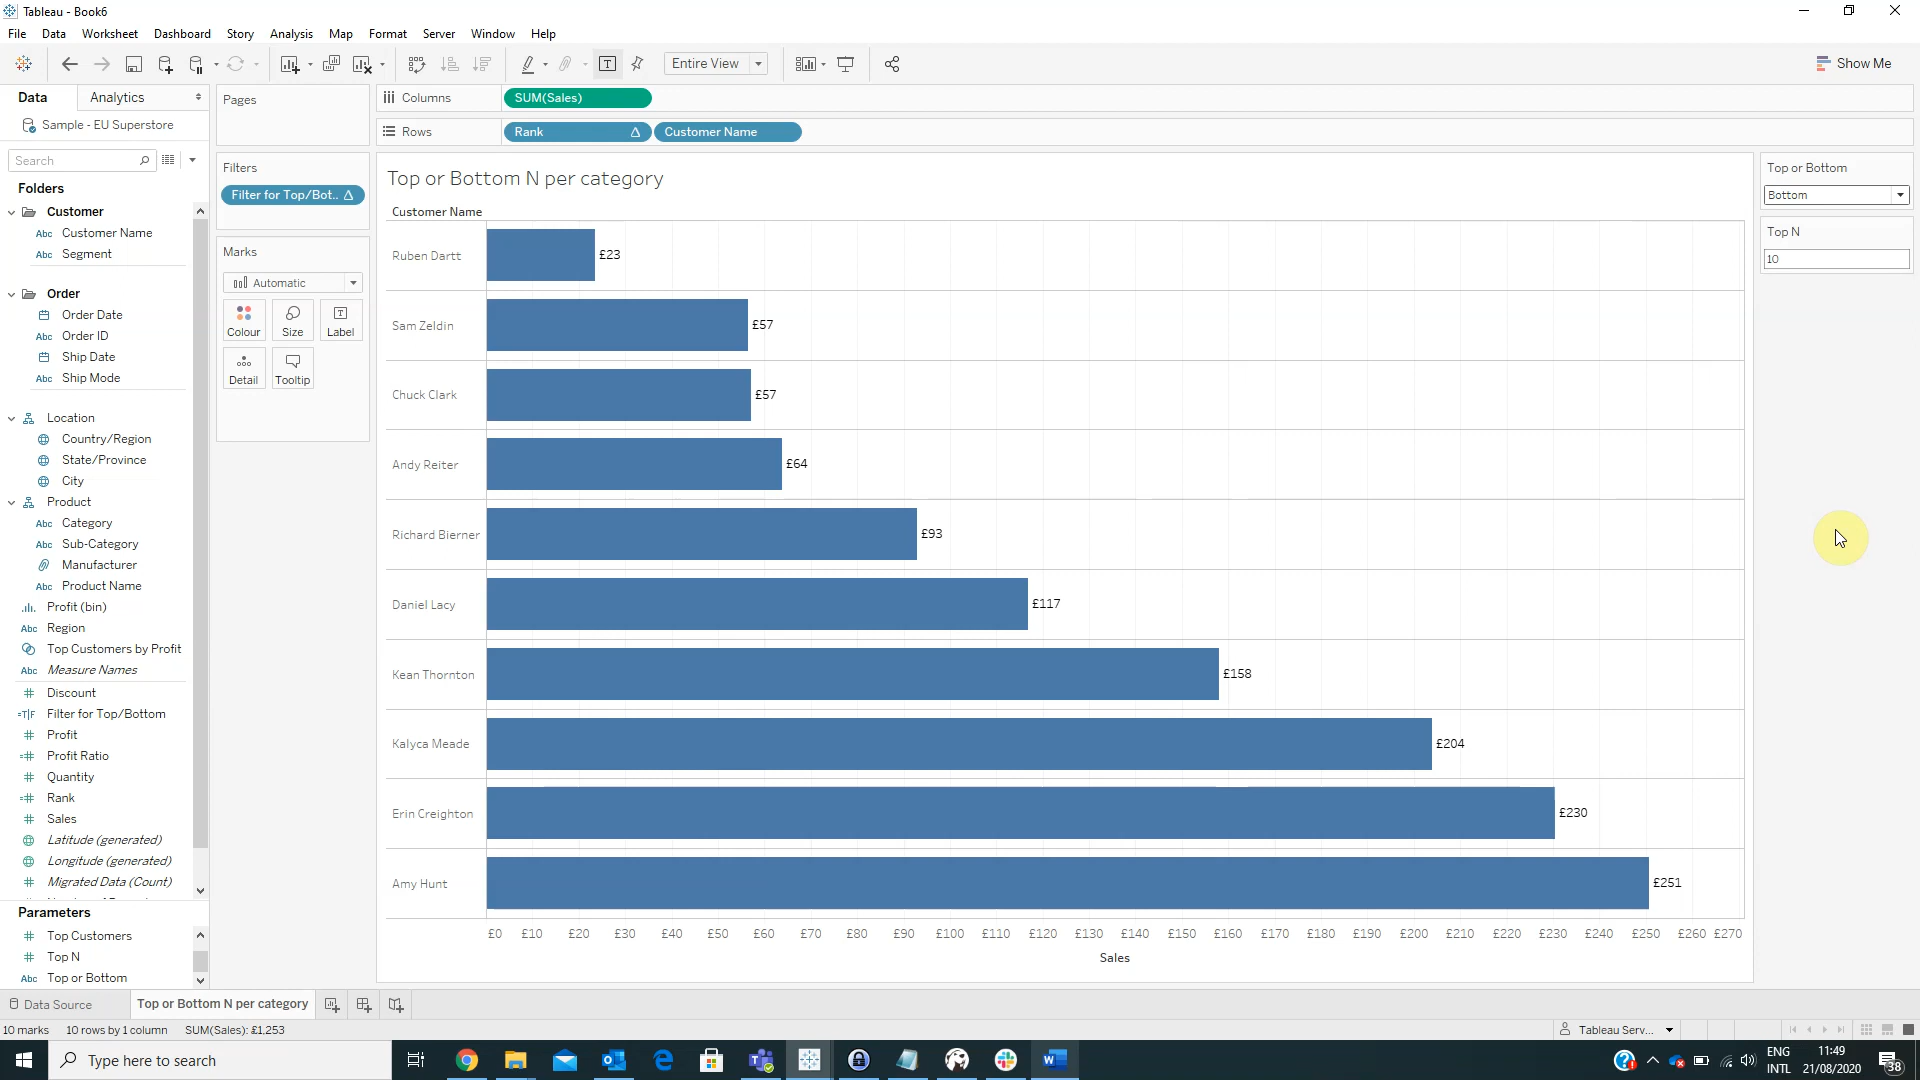 Tableau - Book6
File Data Worksheet Dashboard Story Analysis Map Format Server Window Help
Entire View
Show Me
Data Analytics
Sample - EU Superstore
Search
Folders
Customer
Customer Name
Segment
Order
Order Date
Order ID
Ship Date
Ship Mode
Location
Country/Region
State/Province
City
Product
Category
Sub-Category
Manufacturer
Product Name
Profit (bin)
Region
Top Customers by Profit
Measure Names
Discount
Filter for Top/Bottom
Profit
Profit Ratio
Quantity
Rank
Sales
Latitude (generated)
Longitude (generated)
Migrated Data (Count)
Parameters
Top Customers
Top N
Top or Bottom
Pages
Filters
Filter for Top/Bot..
Marks
Automatic
Colour Size Label
Detail Tooltip
Columns SUM(Sales)
Rows Rank Customer Name
Top or Bottom N per category
Customer Name
Ruben Dartt £23
Sam Zeldin £57
Chuck Clark £57
Andy Reiter £64
Richard Bierner £93
Daniel Lacy £117
Kean Thornton £158
Kalyca Meade £204
Erin Creighton £230
Amy Hunt £251
£0 £10 £20 £30 £40 £50 £60 £70 £80 £90 £100 £110 £120 £130 £140 £150 £160 £170 £180 £190 £200 £210 £220 £230 £240 £250 £260 £270
Sales
Top or Bottom
Bottom
Top N
10
Data Source Top or Bottom N per category
10 marks 10 rows by 1 column SUM(Sales): £1,253
Tableau Serv...
Type here to search
ENG
INTL
11:49
21/08/2020
38